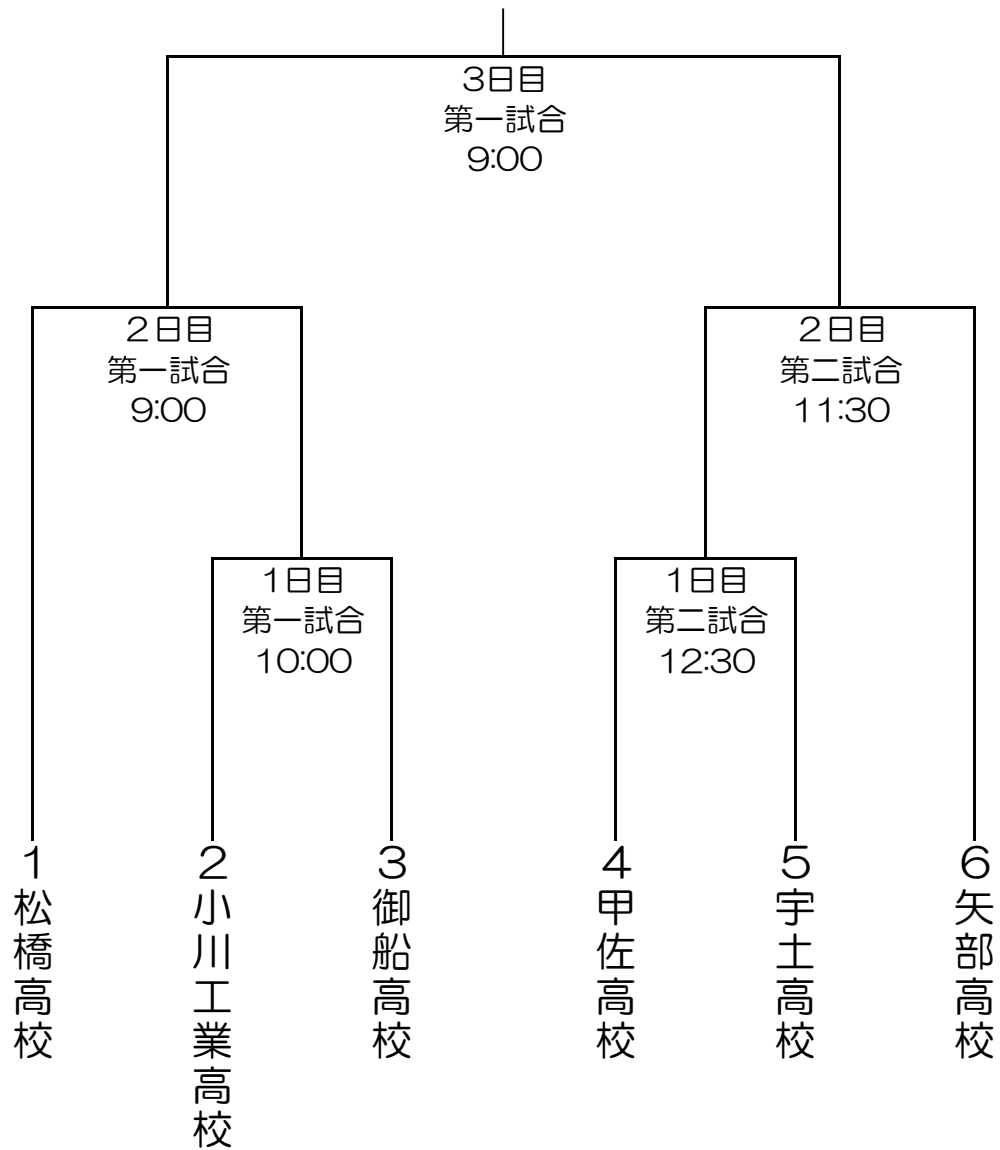 3日目
第一試合
9:00
2日目
第一試合
9:00
2日目
第二試合
11:30
1日目
第一試合
10:00
1日目
第二試合
12:30
1松橋高校
2小川工業高校
3御船高校
4甲佐高校
5宇土高校
6矢部高校